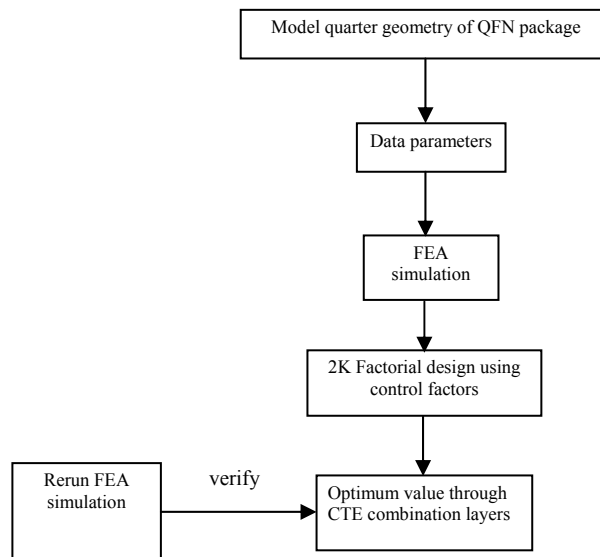 Model quarter geometry of QFN package
Data parameters
FEA
simulation
2K Factorial design using
control factors
Rerun FEA
simulation
verify
Optimum value through
CTE combination layers